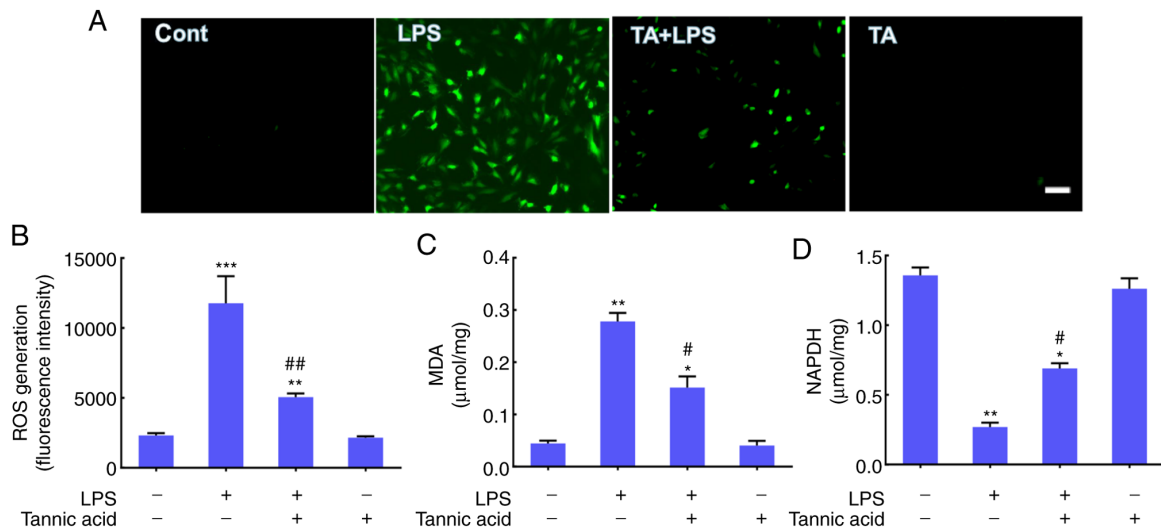 A
Cont
LPS
TA+LPS
TA
B
ROS generation
(fluorescence intensity)
15000
10000
5000
0
***
##
**
LPS – + + –
Tannic acid – – + +
C
MDA
(μmol/mg)
0.4
0.3
0.2
0.1
0.0
**
#
*
LPS – + + –
Tannic acid – – + +
D
NAPDH
(μmol/mg)
1.5
1.0
0.5
0.0
**
#
*
LPS – + + –
Tannic acid – – + +